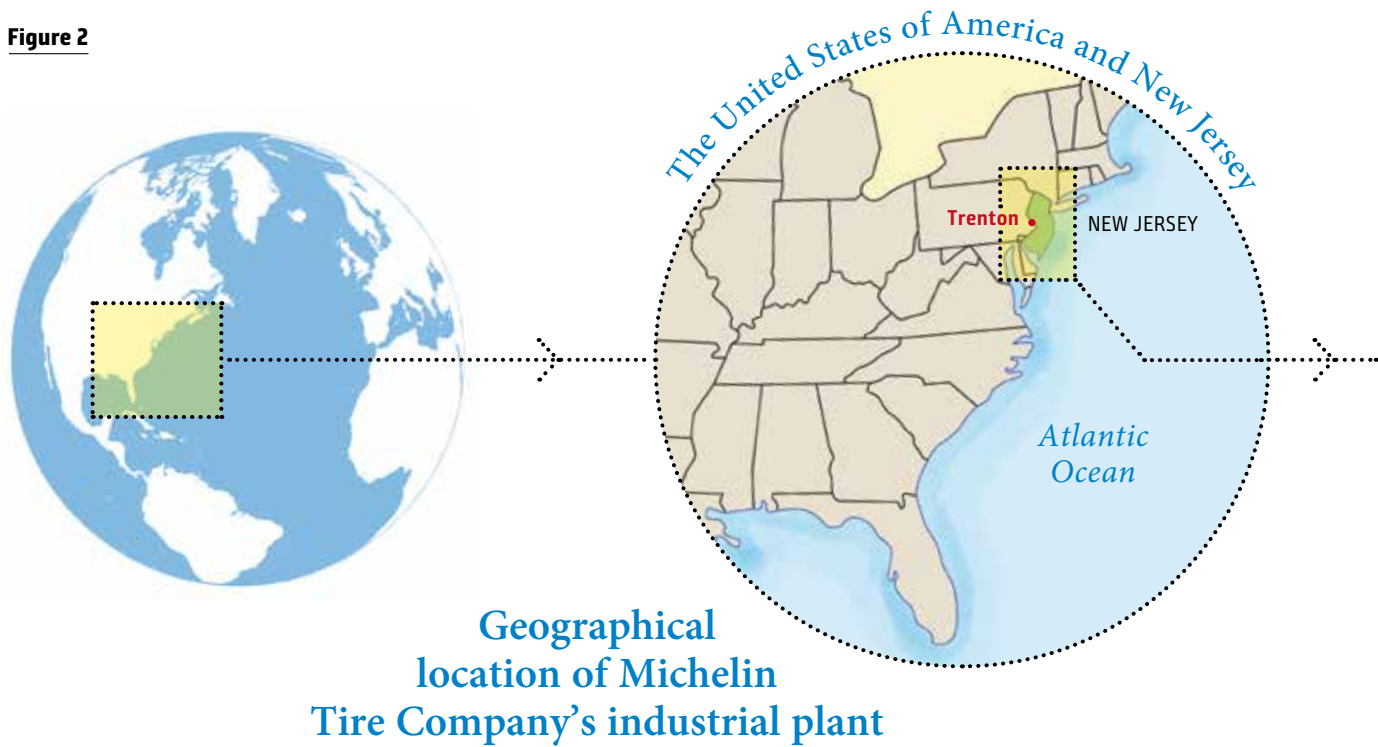 Figure 2
The United States of America and New Jersey
Trenton
NEW JERSEY
Atlantic
Ocean
Geographical
location of Michelin
Tire Company’s industrial plant